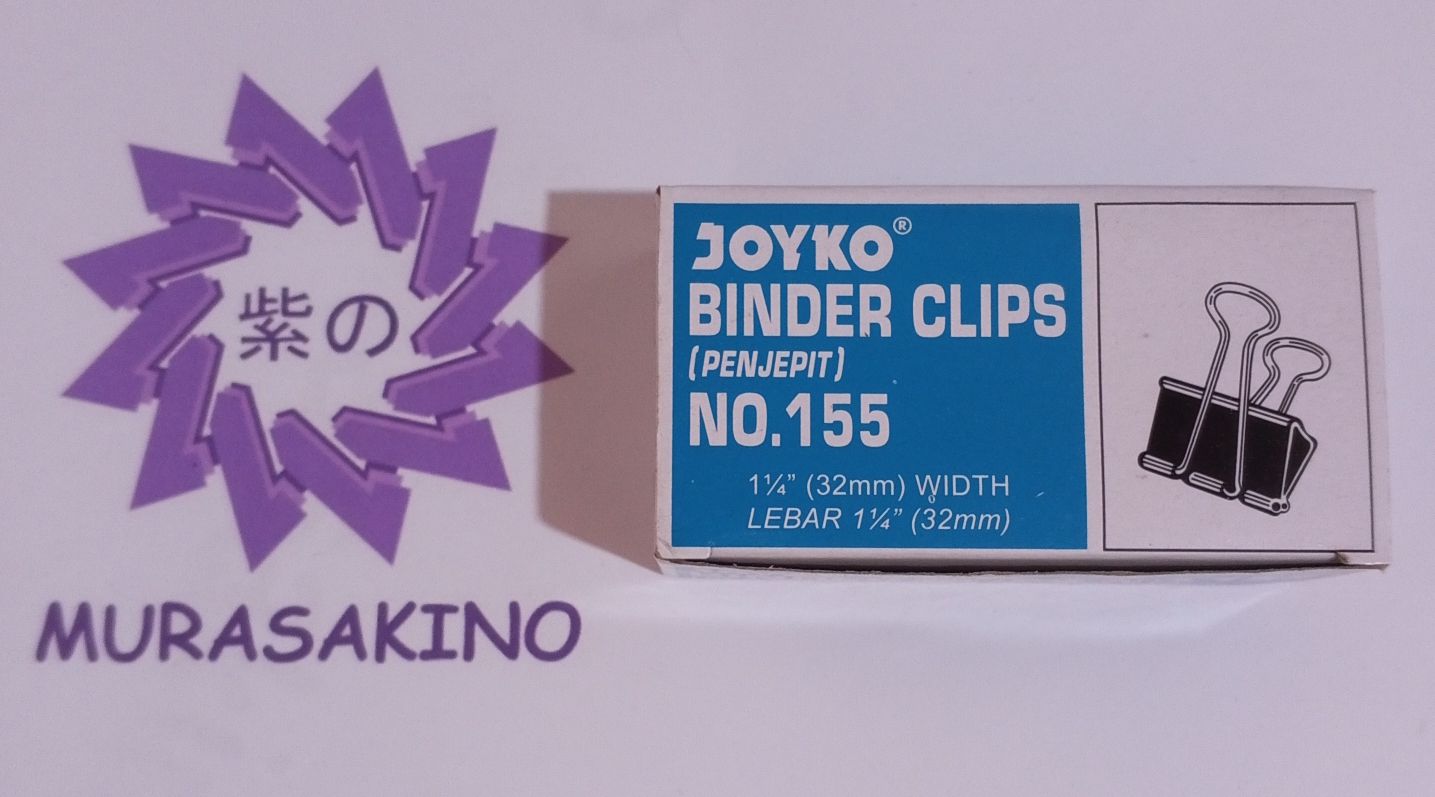 紫の
MURASAKINO
JOYKO®
BINDER CLIPS
(PENJEPIT)
NO.155
1¼” (32mm) WIDTH
LEBAR 1¼” (32mm)